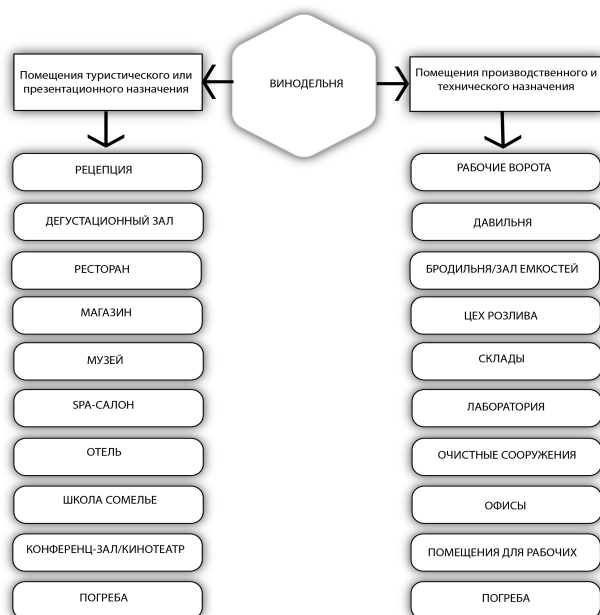 ВИНОДЕЛЬНЯ
Помещения туристического или
презентационного назначения
РЕЦЕПЦИЯ
ДЕГУСТАЦИОННЫЙ ЗАЛ
РЕСТОРАН
МАГАЗИН
МУЗЕЙ
SPA-САЛОН
ОТЕЛЬ
ШКОЛА СОМЕЛЬЕ
КОНФЕРЕНЦ-ЗАЛ/КИНОТЕАТР
ПОГРЕБА
Помещения производственного и
технического назначения
РАБОЧИЕ ВОРОТА
ДАВИЛЬНЯ
БРОДИЛЬНЯ/ЗАЛ ЕМКОСТЕЙ
ЦЕХ РОЗЛИВА
СКЛАДЫ
ЛАБОРАТОРИЯ
ОЧИСТНЫЕ СООРУЖЕНИЯ
ОФИСЫ
ПОМЕЩЕНИЯ ДЛЯ РАБОЧИХ
ПОГРЕБА